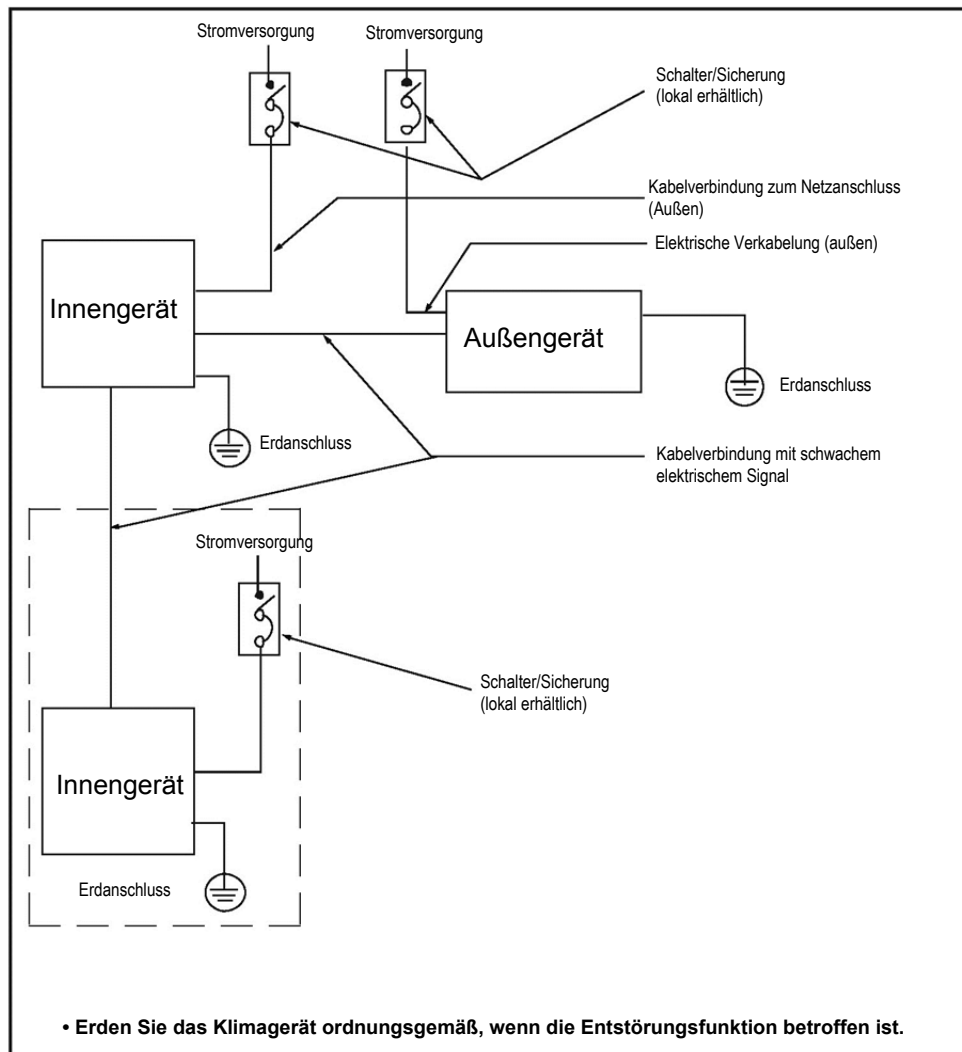 Stromversorgung
Stromversorgung
Schalter/Sicherung
(lokal erhältlich)
Kabelverbindung zum Netzanschluss
(Außen)
Elektrische Verkabelung (außen)
Innengerät
Außengerät
Erdanschluss
Erdanschluss
Kabelverbindung mit schwachem
elektrischem Signal
Stromversorgung
Schalter/Sicherung
(lokal erhältlich)
Innengerät
Erdanschluss
• Erden Sie das Klimagerät ordnungsgemäß, wenn die Entstörungsfunktion betroffen ist.